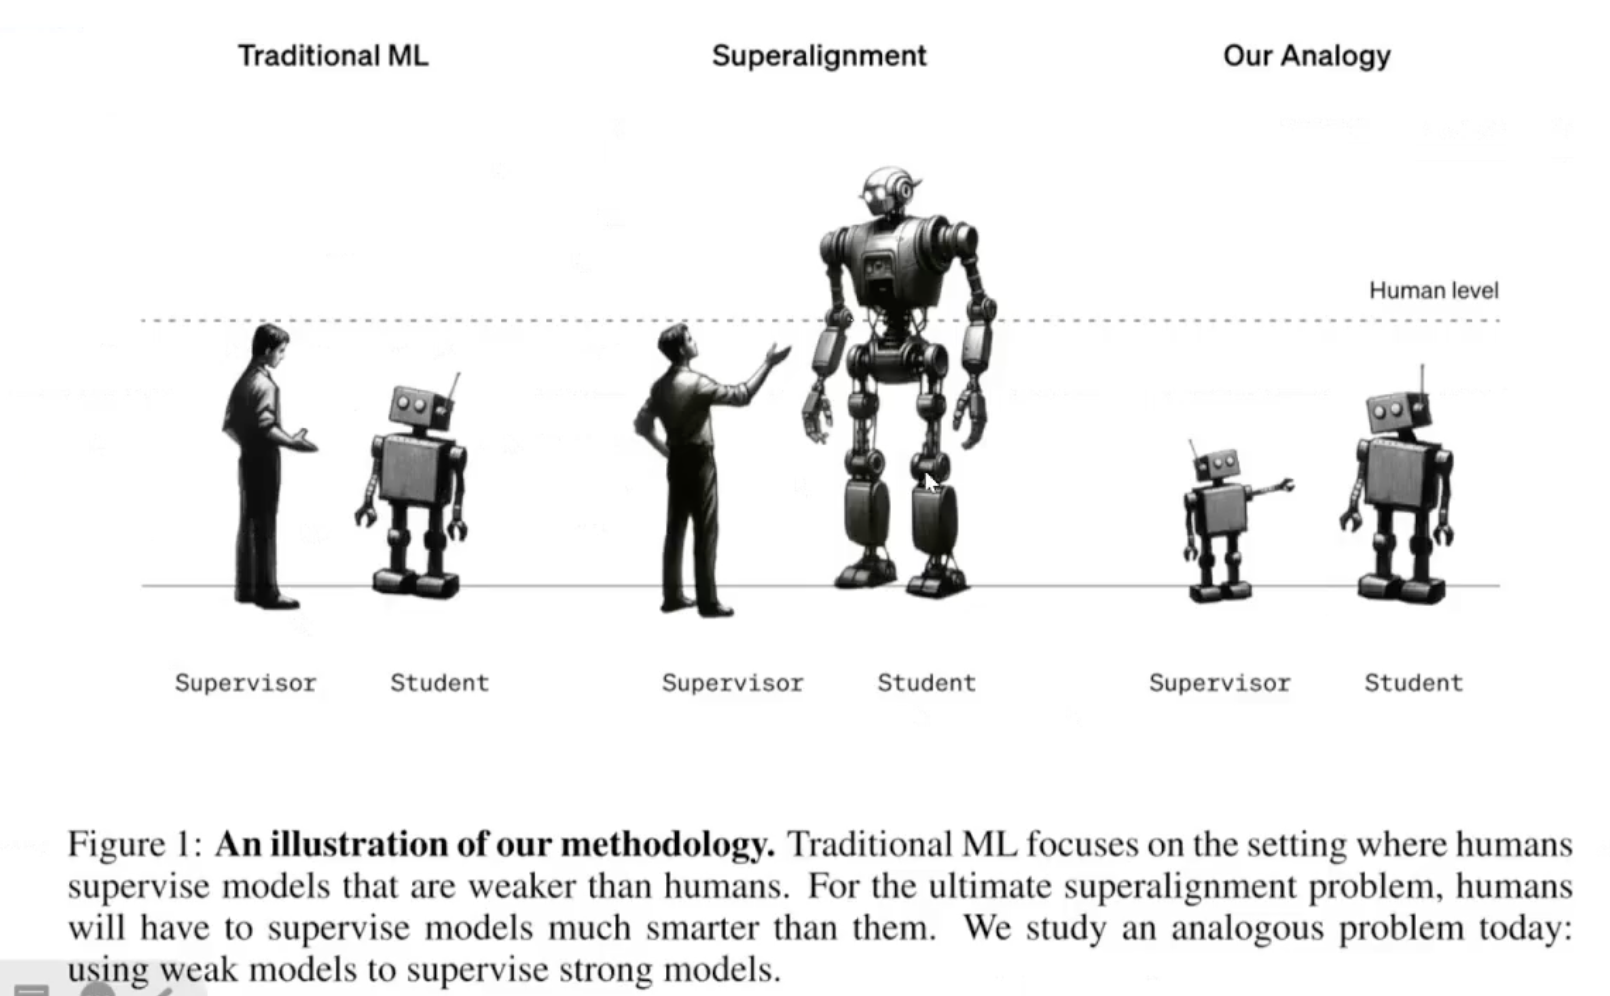 Traditional ML
Superalignment
Our Analogy
Human level
Supervisor
Student
Supervisor
Student
Supervisor
Student
Figure 1: An illustration of our methodology. Traditional ML focuses on the setting where humans
supervise models that are weaker than humans. For the ultimate superalignment problem, humans
will have to supervise models much smarter than them. We study an analogous problem today:
using weak models to supervise strong models.